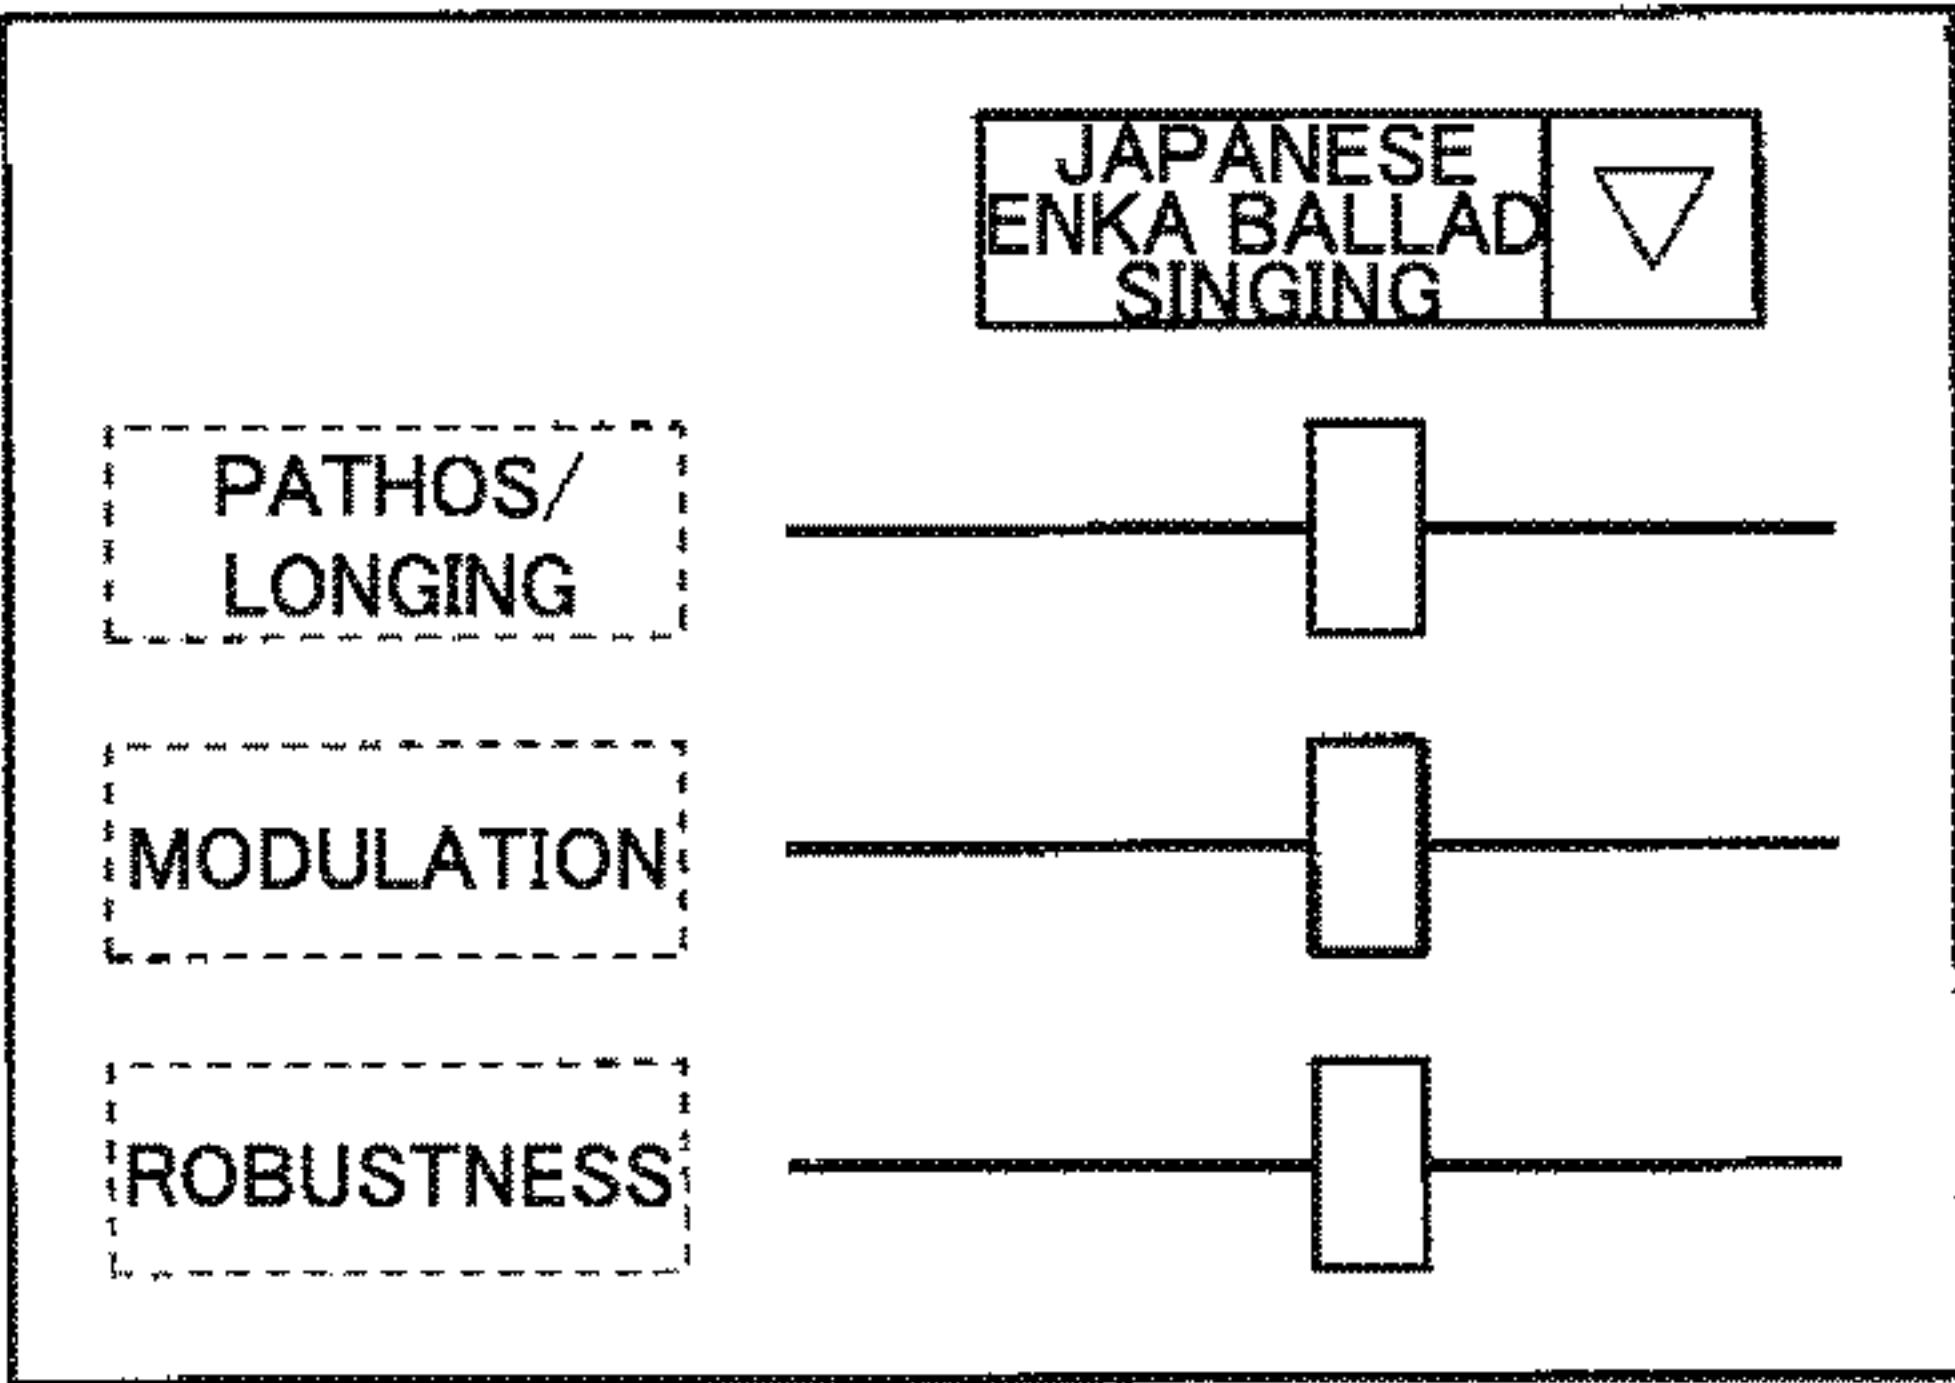 JAPANESE
ENKA BALLAD
SINGING
PATHOS/
LONGING
MODULATION
ROBUSTNESS